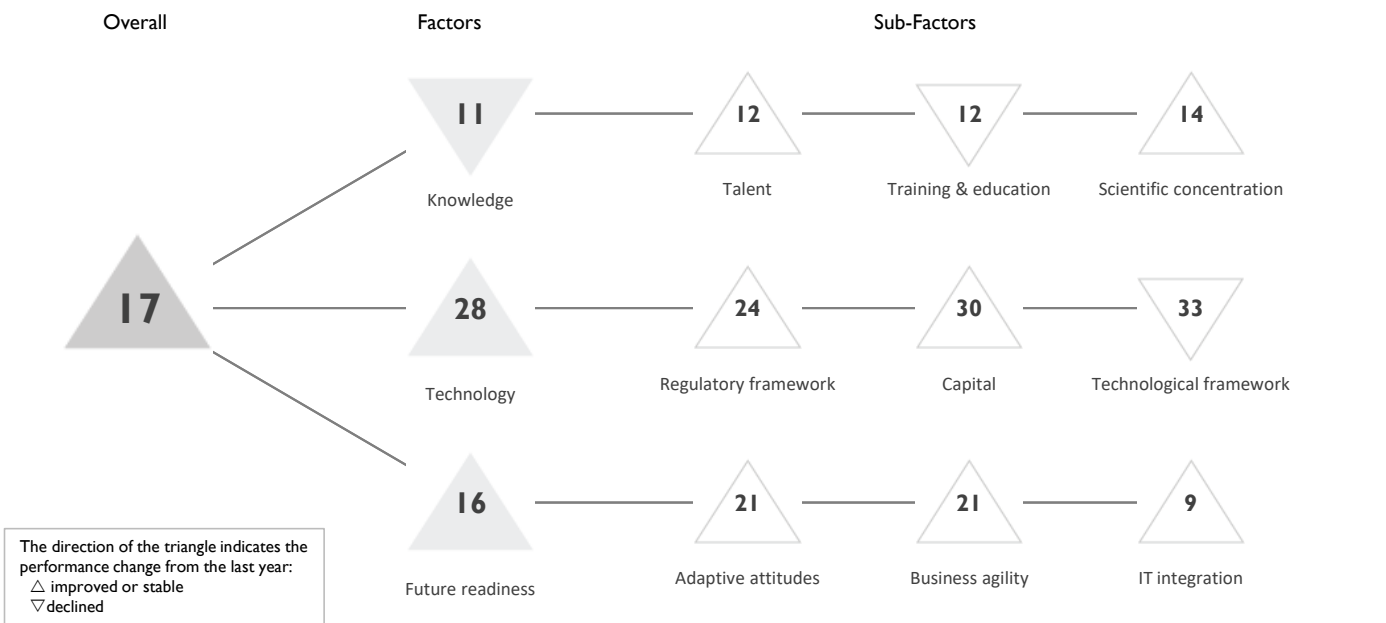 Overall
Factors
Sub-Factors
11
12
12
14
Knowledge
Talent
Training & education
Scientific concentration
17
28
24
30
33
Technology
Regulatory framework
Capital
Technological framework
16
21
21
9
Future readiness
Adaptive attitudes
Business agility
IT integration
The direction of the triangle indicates the
performance change from the last year:
△ improved or stable
▽ declined